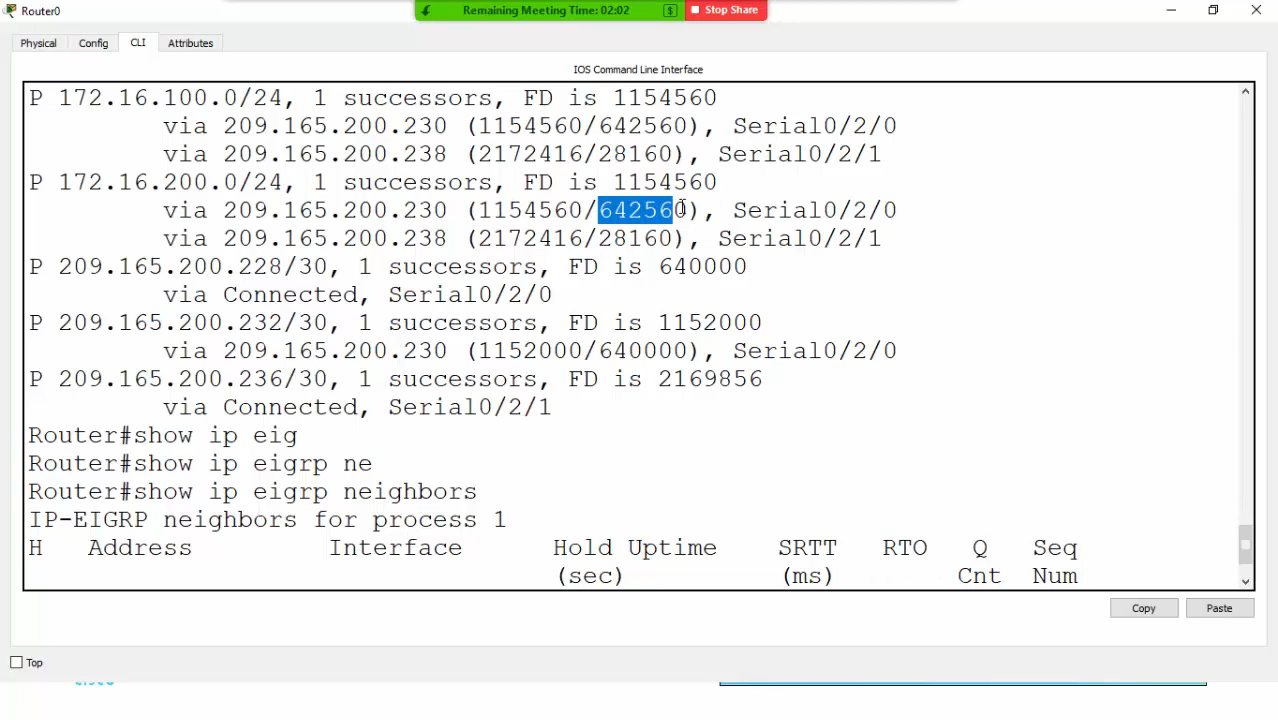 Router0
Remaining Meeting Time: 02:02
$
Stop Share
Physical Config CLI Attributes
IOS Command Line Interface
P 172.16.100.0/24, 1 successors, FD is 1154560
via 209.165.200.230 (1154560/642560), Serial0/2/0
via 209.165.200.238 (2172416/28160), Serial0/2/1
P 172.16.200.0/24, 1 successors, FD is 1154560
via 209.165.200.230 (1154560/642560), Serial0/2/0
via 209.165.200.238 (2172416/28160), Serial0/2/1
P 209.165.200.228/30, 1 successors, FD is 640000
via Connected, Serial0/2/0
P 209.165.200.232/30, 1 successors, FD is 1152000
via 209.165.200.230 (1152000/640000), Serial0/2/0
P 209.165.200.236/30, 1 successors, FD is 2169856
via Connected, Serial0/2/1
Router#show ip eig
Router#show ip eigrp ne
Router#show ip eigrp neighbors
IP-EIGRP neighbors for process 1
H Address Interface Hold Uptime SRTT RTO Q Seq
(sec) (ms) Cnt Num
Copy Paste
Top